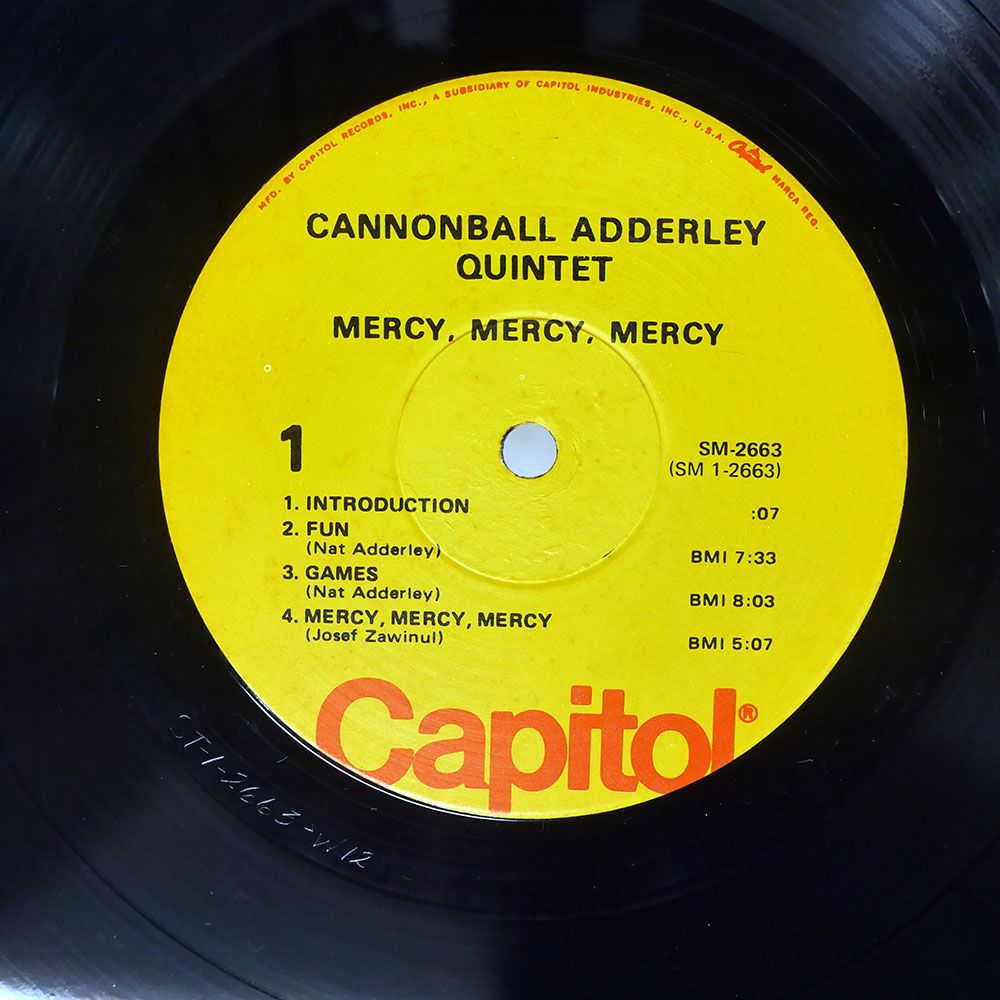 MFD. BY CAPITOL RECORDS, INC., A SUBSIDIARY OF CAPITOL INDUSTRIES, INC., U.S.A. Capitol MARCA REG.
CANNONBALL ADDERLEY
QUINTET
MERCY, MERCY, MERCY
1
SM-2663
(SM 1-2663)
1. INTRODUCTION :07
2. FUN
(Nat Adderley) BMI 7:33
3. GAMES
(Nat Adderley) BMI 8:03
4. MERCY, MERCY, MERCY
(Josef Zawinul) BMI 5:07
Capitol®
ST-1-2663